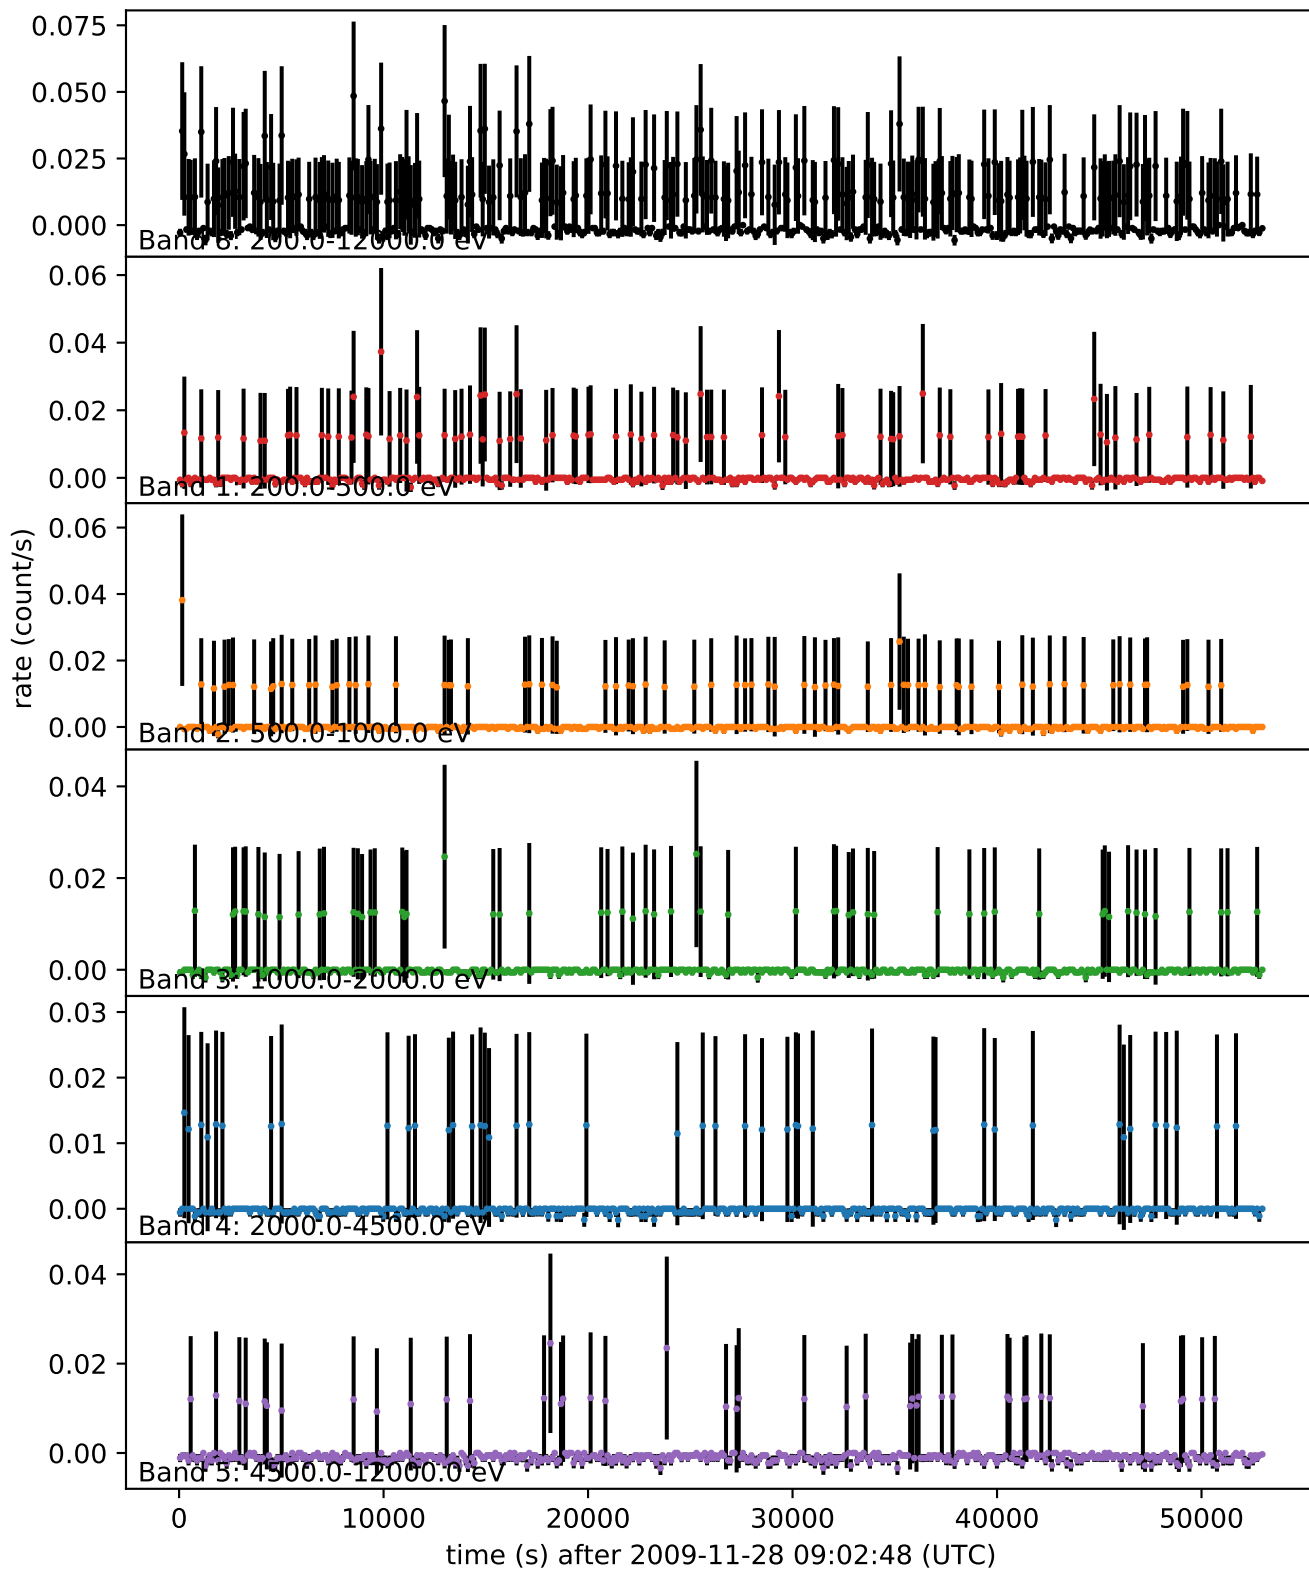 0.075
0.050
0.025
0.000
Band 8: 200.0-12000.0 eV
0.06
0.04
0.02
0.00
Band 1: 200.0-500.0 eV
rate (count/s)
0.06
0.04
0.02
0.00
Band 2: 500.0-1000.0 eV
0.04
0.02
0.00
Band 3: 1000.0-2000.0 eV
0.03
0.02
0.01
0.00
Band 4: 2000.0-4500.0 eV
0.04
0.02
0.00
Band 5: 4500.0-12000.0 eV
0 10000 20000 30000 40000 50000
time (s) after 2009-11-28 09:02:48 (UTC)